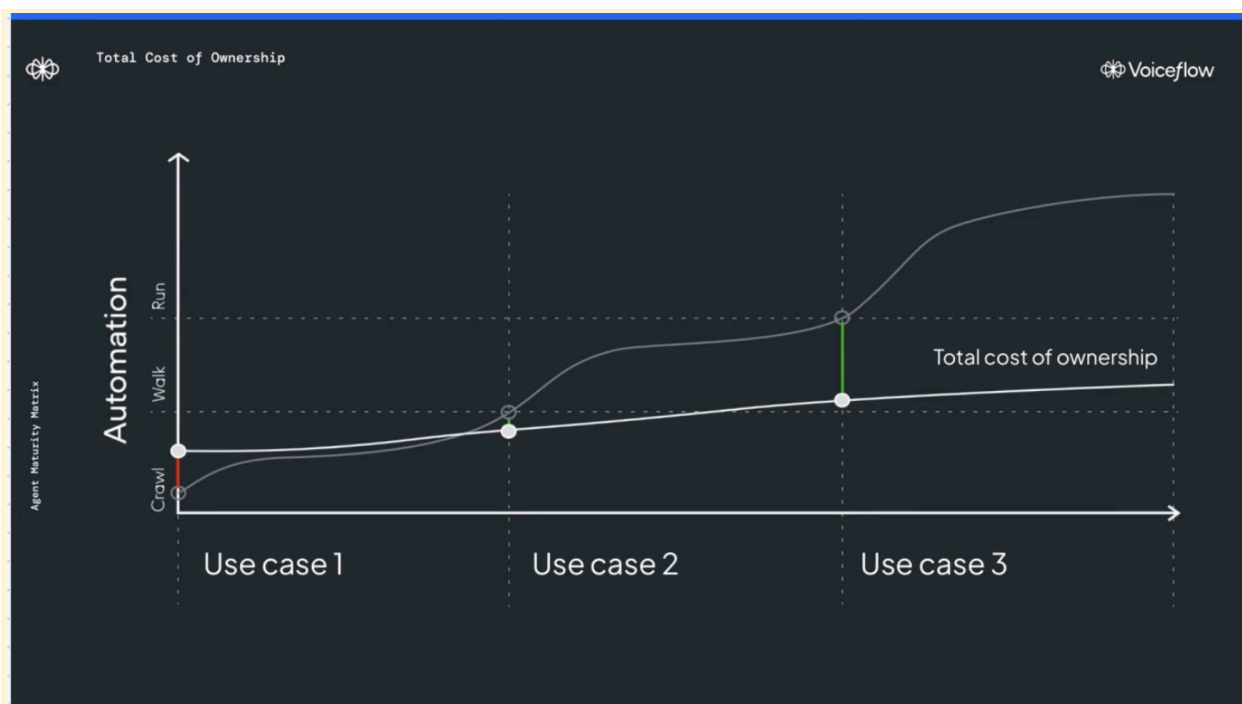 Total Cost of Ownership
Voiceflow
Automation
Run
Walk
Crawl
Total cost of ownership
Agent Maturity Matrix
Use case 1
Use case 2
Use case 3